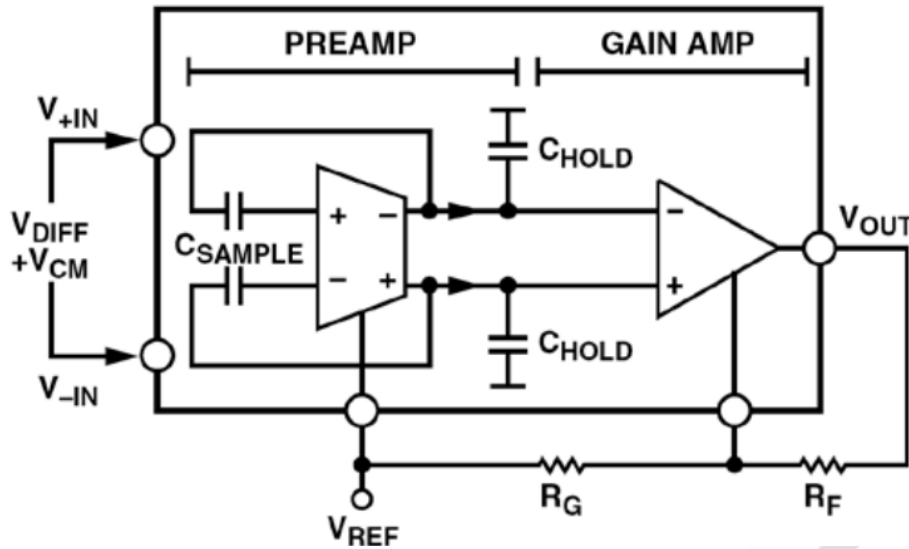 PREAMP
GAIN AMP
V+IN
CHOLD
VOUT
VDIFF
+VCM
CSAMPLE
+
−
−
+
−
+
CHOLD
V−IN
RG
RF
VREF